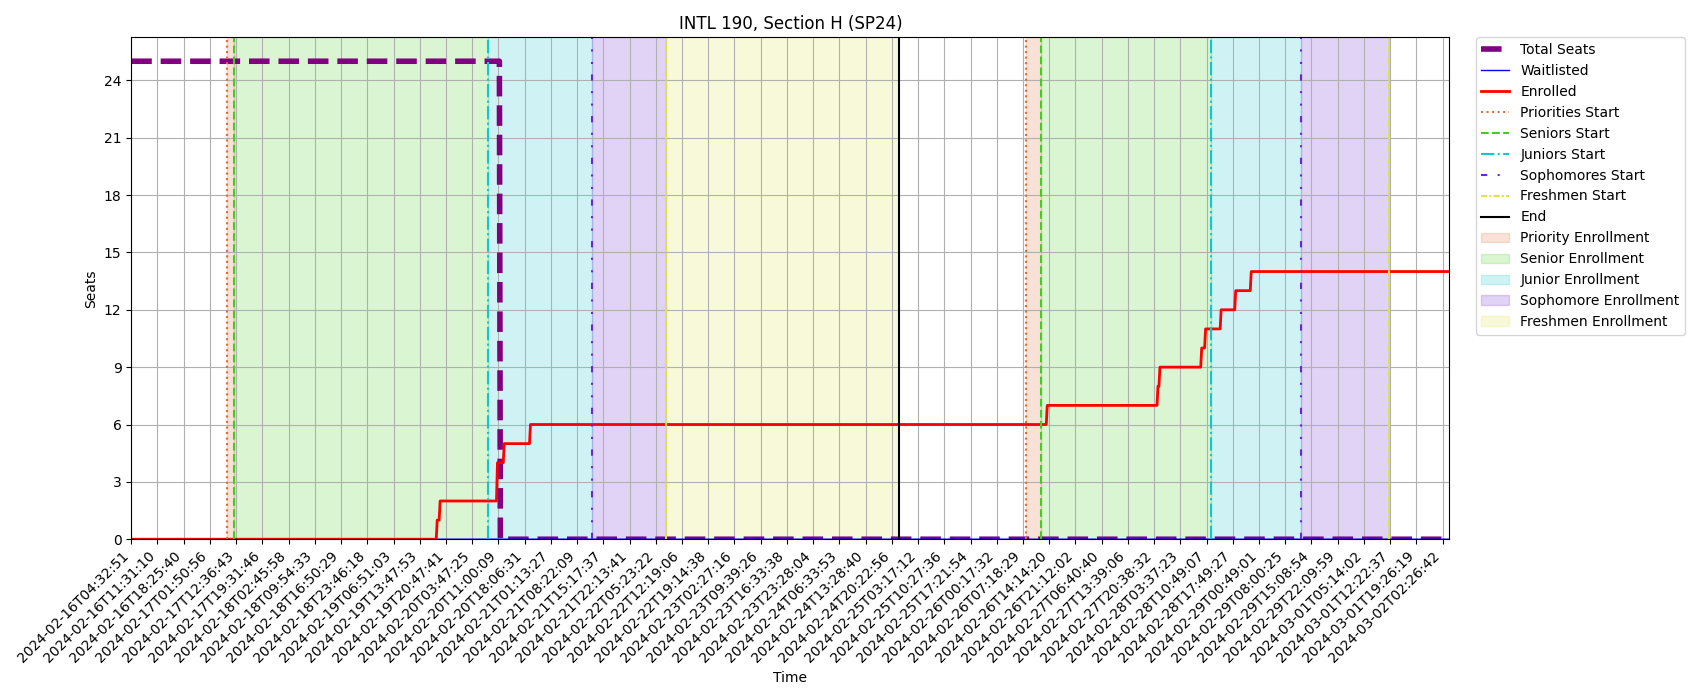 INTL 190, Section H (SP24)
Total Seats
Waitlisted
Enrolled
Priorities Start
Seniors Start
Juniors Start
Sophomores Start
Freshmen Start
End
Priority Enrollment
Senior Enrollment
Junior Enrollment
Sophomore Enrollment
Freshmen Enrollment
Seats
24
21
18
15
12
9
6
3
0
2024-02-16T04:32:51
2024-02-16T11:31:10
2024-02-16T18:25:40
2024-02-17T01:50:56
2024-02-17T12:36:43
2024-02-17T19:31:46
2024-02-18T02:45:58
2024-02-18T09:54:33
2024-02-18T16:50:29
2024-02-18T23:46:18
2024-02-19T06:51:03
2024-02-19T13:47:53
2024-02-19T20:47:41
2024-02-20T03:47:25
2024-02-20T11:00:09
2024-02-20T18:06:31
2024-02-21T01:13:27
2024-02-21T08:22:09
2024-02-21T15:17:37
2024-02-21T22:13:41
2024-02-22T05:23:22
2024-02-22T12:19:06
2024-02-22T19:14:38
2024-02-23T02:27:16
2024-02-23T09:39:26
2024-02-23T16:33:38
2024-02-23T23:28:04
2024-02-24T06:33:53
2024-02-24T13:28:40
2024-02-24T20:22:56
2024-02-25T03:17:12
2024-02-25T10:27:36
2024-02-25T17:21:54
2024-02-26T00:17:32
2024-02-26T07:18:29
2024-02-26T14:14:20
2024-02-26T21:12:02
2024-02-27T06:40:40
2024-02-27T13:39:06
2024-02-27T20:38:32
2024-02-28T03:37:23
2024-02-28T10:49:07
2024-02-28T17:49:27
2024-02-29T00:49:01
2024-02-29T08:00:25
2024-02-29T15:08:54
2024-02-29T22:09:59
2024-03-01T05:14:02
2024-03-01T12:22:37
2024-03-01T19:26:19
2024-03-02T02:26:42
Time